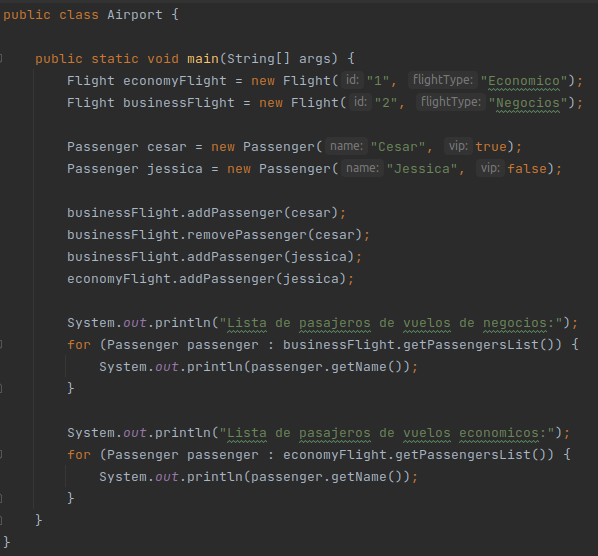 public class Airport {
public static void main(String[] args) {
Flight economyFlight = new Flight( id: "1", flightType: "Economico");
Flight businessFlight = new Flight( id: "2", flightType: "Negocios");
Passenger cesar = new Passenger( name: "Cesar", vip: true);
Passenger jessica = new Passenger( name: "Jessica", vip: false);
businessFlight.addPassenger(cesar);
businessFlight.removePassenger(cesar);
businessFlight.addPassenger(jessica);
economyFlight.addPassenger(jessica);
System.out.println("Lista de pasajeros de vuelos de negocios:");
for (Passenger passenger : businessFlight.getPassengersList()) {
System.out.println(passenger.getName());
}
System.out.println("Lista de pasajeros de vuelos economicos:");
for (Passenger passenger : economyFlight.getPassengersList()) {
System.out.println(passenger.getName());
}
}
}